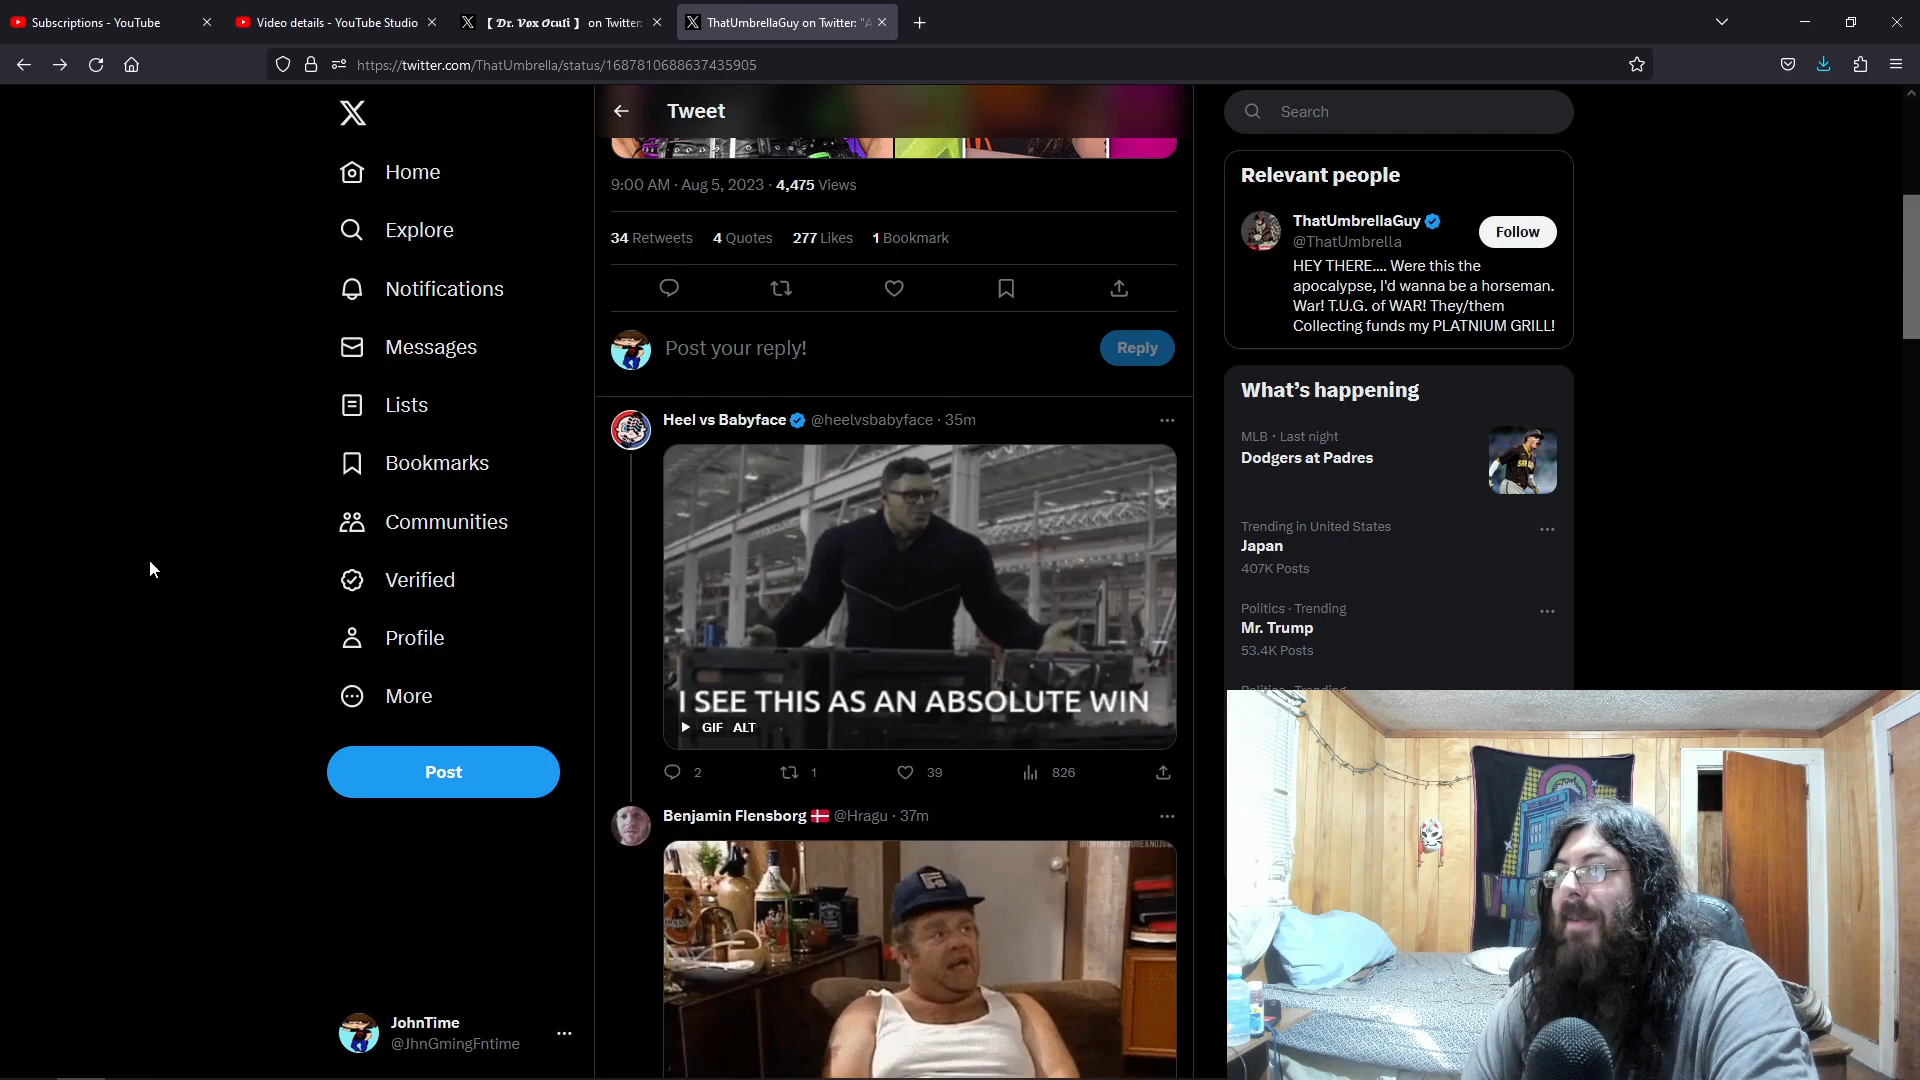 Subscriptions - YouTube
Video details - YouTube Studio
【 𝓓𝓻. 𝓥𝓸𝔁 𝓞𝓬𝓾𝓵𝓲 】 on Twitter:
ThatUmbrellaGuy on Twitter: "A
https://twitter.com/ThatUmbrella/status/1687810688637435905
Tweet
9:00 AM · Aug 5, 2023 · 4,475 Views
34 Retweets 4 Quotes 277 Likes 1 Bookmark
Post your reply!
Reply
Heel vs Babyface @heelvsbabyface · 35m
I SEE THIS AS AN ABSOLUTE WIN
GIF ALT
2 1 39 826
Benjamin Flensborg 🇩🇰 @Hragu · 37m
Home
Explore
Notifications
Messages
Lists
Bookmarks
Communities
Verified
Profile
More
Post
JohnTime
@JhnGmingFntime
Search
Relevant people
ThatUmbrellaGuy
@ThatUmbrella
Follow
HEY THERE.... Were this the
apocalypse, I'd wanna be a horseman.
War! T.U.G. of WAR! They/them
Collecting funds my PLATNIUM GRILL!
What's happening
MLB · Last night
Dodgers at Padres
Trending in United States
Japan
407K Posts
Politics · Trending
Mr. Trump
53.4K Posts
Politics · Trending